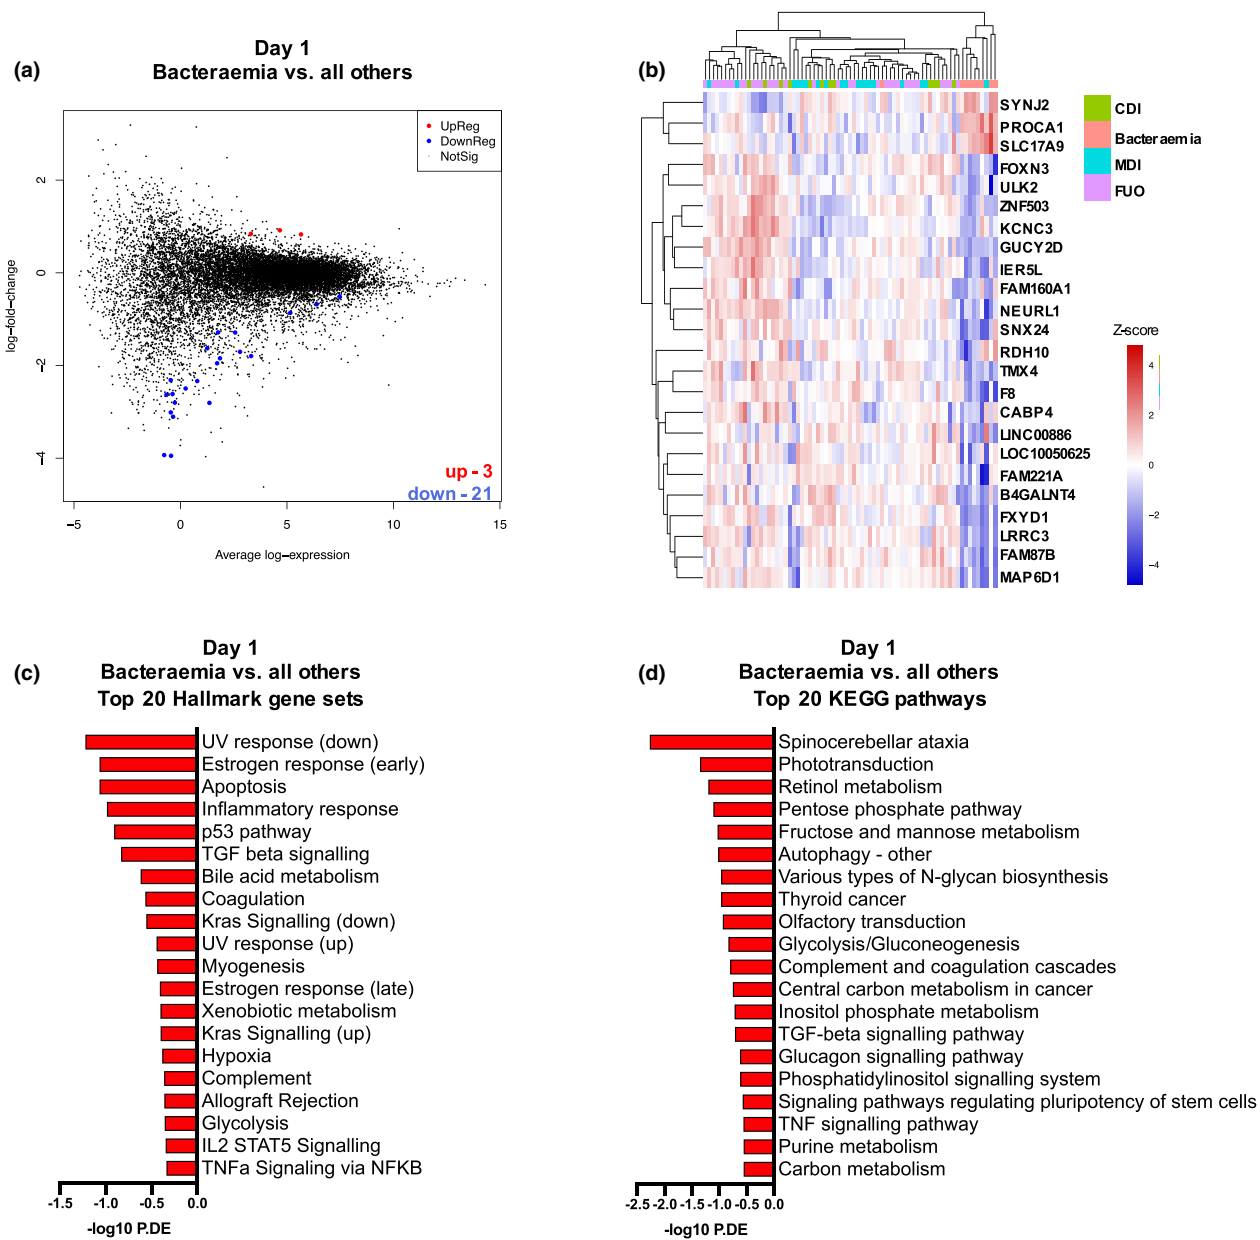 (a)
Day 1
Bacteraemia vs. all others
UpReg
DownReg
NotSig
log−fold−change
2
0
−2
−4
up - 3
down - 21
−5
0
5
10
15
Average log−expression
(b)
SYNJ2
PROCA1
SLC17A9
FOXN3
ULK2
ZNF503
KCNC3
GUCY2D
IER5L
FAM160A1
NEURL1
SNX24
RDH10
TMX4
F8
CABP4
LINC00886
LOC10050625
FAM221A
B4GALNT4
FXYD1
LRRC3
FAM87B
MAP6D1
CDI
Bacteraemia
MDI
FUO
Z-score
4
2
0
−2
−4
(c)
Day 1
Bacteraemia vs. all others
Top 20 Hallmark gene sets
UV response (down)
Estrogen response (early)
Apoptosis
Inflammatory response
p53 pathway
TGF beta signalling
Bile acid metabolism
Coagulation
Kras Signalling (down)
UV response (up)
Myogenesis
Estrogen response (late)
Xenobiotic metabolism
Kras Signalling (up)
Hypoxia
Complement
Allograft Rejection
Glycolysis
IL2 STAT5 Signalling
TNFa Signaling via NFKB
-1.5 -1.0 -0.5 0.0
-log10 P.DE
(d)
Day 1
Bacteraemia vs. all others
Top 20 KEGG pathways
Spinocerebellar ataxia
Phototransduction
Retinol metabolism
Pentose phosphate pathway
Fructose and mannose metabolism
Autophagy - other
Various types of N-glycan biosynthesis
Thyroid cancer
Olfactory transduction
Glycolysis/Gluconeogenesis
Complement and coagulation cascades
Central carbon metabolism in cancer
Inositol phosphate metabolism
TGF-beta signalling pathway
Glucagon signalling pathway
Phosphatidylinositol signalling system
Signaling pathways regulating pluripotency of stem cells
TNF signalling pathway
Purine metabolism
Carbon metabolism
-2.5 -2.0 -1.5 -1.0 -0.5 0.0
-log10 P.DE